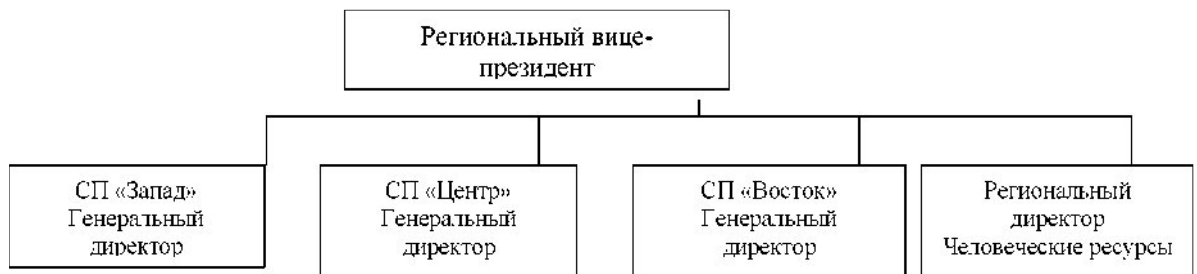 Региональный вице-
президент
СП «Запад»
Генеральный
директор
СП «Центр»
Генеральный
директор
СП «Восток»
Генеральный
директор
Региональный
директор
Человеческие ресурсы